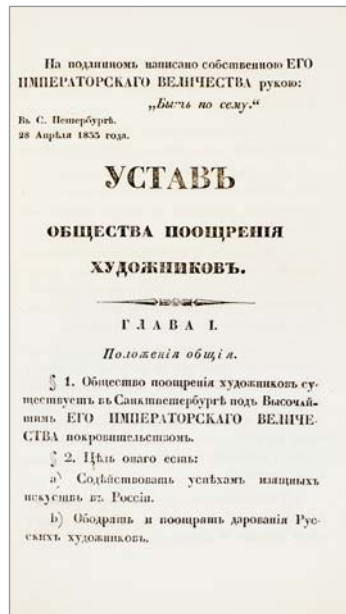 На подлинномъ написано собственною ЕГО
ИМПЕРАТОРСКАГО ВЕЛИЧЕСТВА рукою:
„Быть по сему.“
Въ С. Петербургѣ.
28 Апрѣля 1833 года.
УСТАВЪ
ОБЩЕСТВА ПООЩРЕНІЯ
ХУДОЖНИКОВЪ.
ГЛАВА I.
Положенія общія.
§ 1. Общество поощренія художниковъ су-
ществуетъ въ Санктпетербургѣ подъ Высочай-
шимъ ЕГО ИМПЕРАТОРСКАГО ВЕЛИЧЕ-
СТВА покровительствомъ.
§ 2. Цѣль онаго есть:
a) Содѣйствовать успѣхамъ изящныхъ
искуствъ въ Россіи.
b) Ободрять и поощрять дарованія Рус-
скихъ художниковъ.